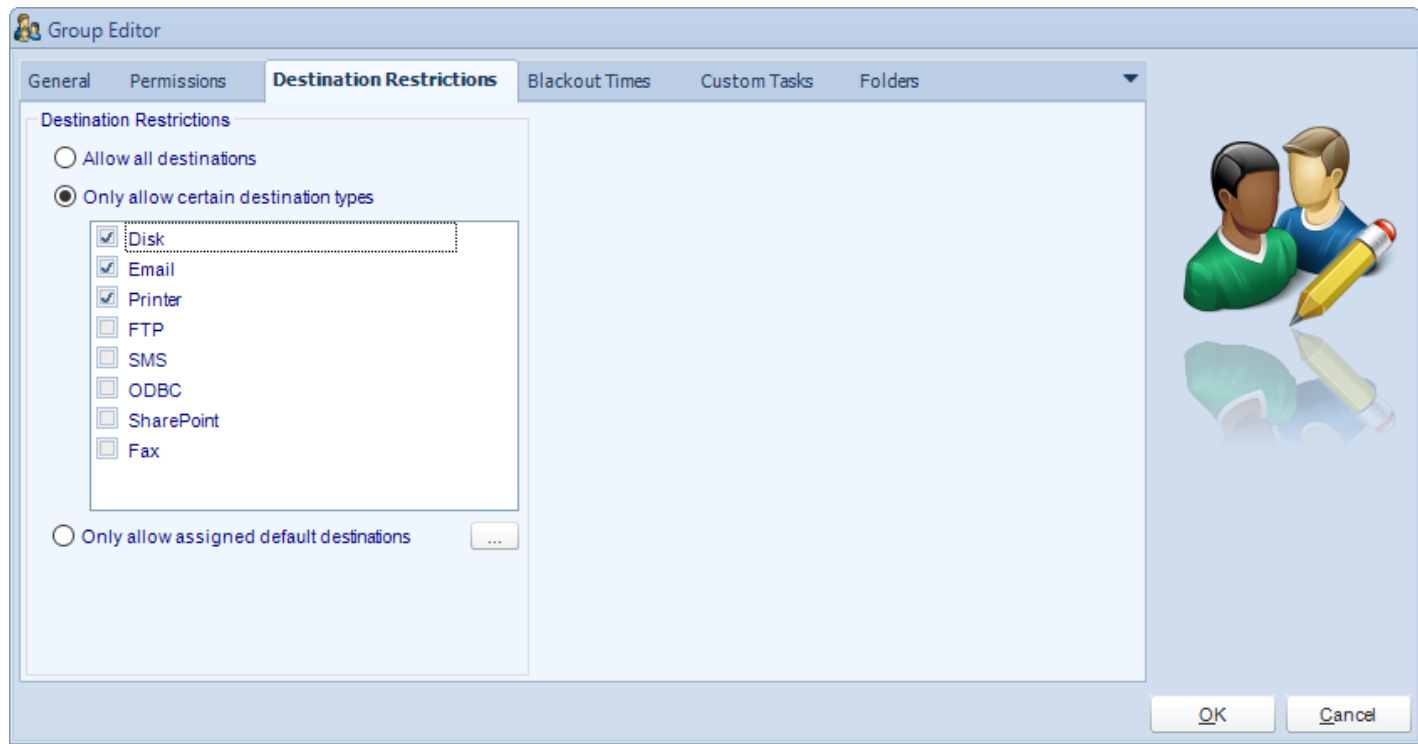 Group Editor
General Permissions Destination Restrictions Blackout Times Custom Tasks Folders
Destination Restrictions
Allow all destinations
Only allow certain destination types
Disk
Email
Printer
FTP
SMS
ODBC
SharePoint
Fax
Only allow assigned default destinations ...
OK Cancel